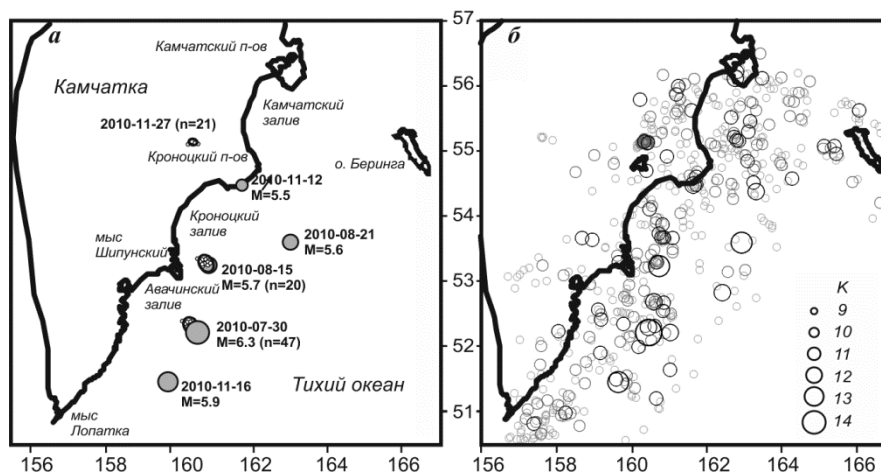 а
Камчатский п-ов
Камчатка
Камчатский
залив
2010-11-27 (n=21)
Кроноцкий п-ов
о. Беринга
2010-11-12
M=5.5
Кроноцкий
залив
2010-08-21
M=5.6
мыс
Шипунский
2010-08-15
M=5.7 (n=20)
Авачинский
залив
2010-07-30
M=6.3 (n=47)
2010-11-16
M=5.9
Тихий океан
мыс
Лопатка
156 158 160 162 164 166
57
56
55
54
53
52
51
б
К
9
10
11
12
13
14
156 158 160 162 164 166